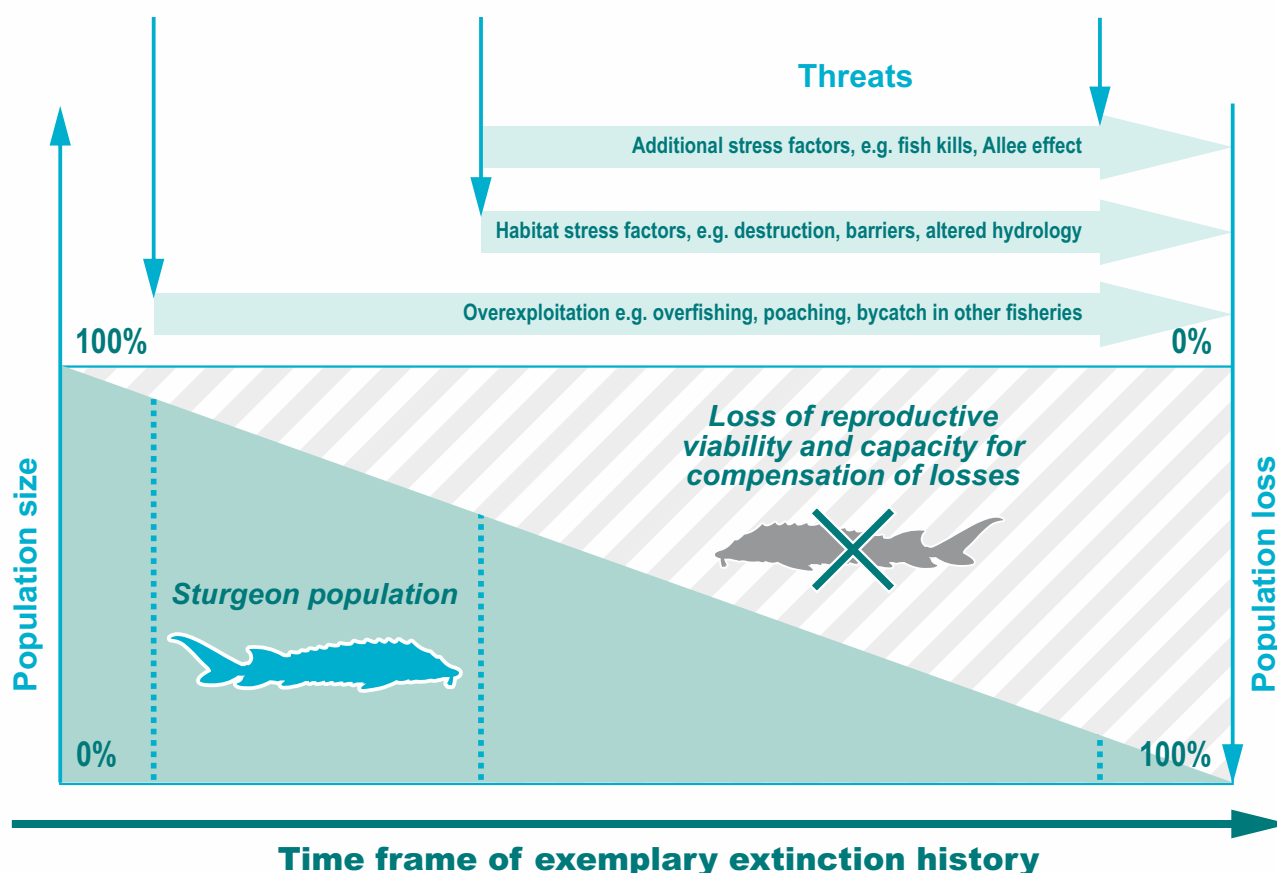 Threats
Additional stress factors, e.g. fish kills, Allee effect
Habitat stress factors, e.g. destruction, barriers, altered hydrology
Overexploitation e.g. overfishing, poaching, bycatch in other fisheries
100%
0%
Loss of reproductive
viability and capacity for
compensation of losses
Population size
Population loss
Sturgeon population
0%
100%
Time frame of exemplary extinction history